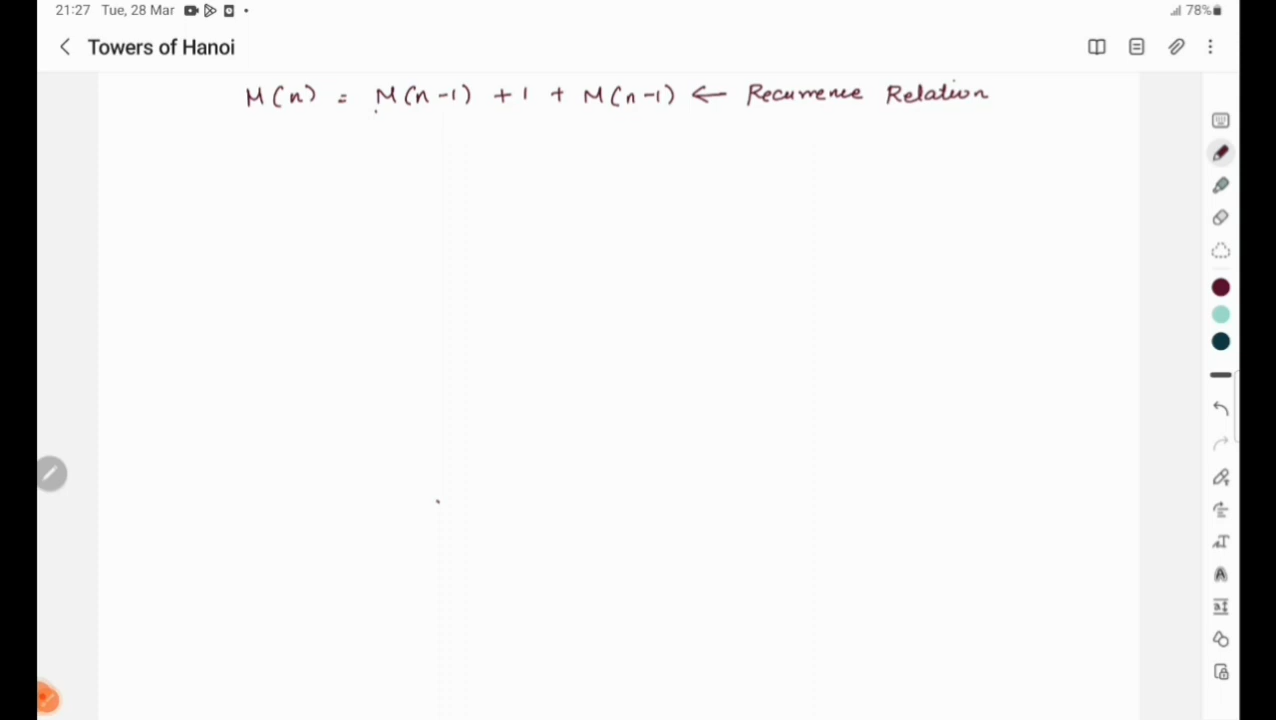 21:27 Tue, 28 Mar
78%
Towers of Hanoi
M(n) = M(n-1) + 1 + M(n-1) ← Recurrence Relation